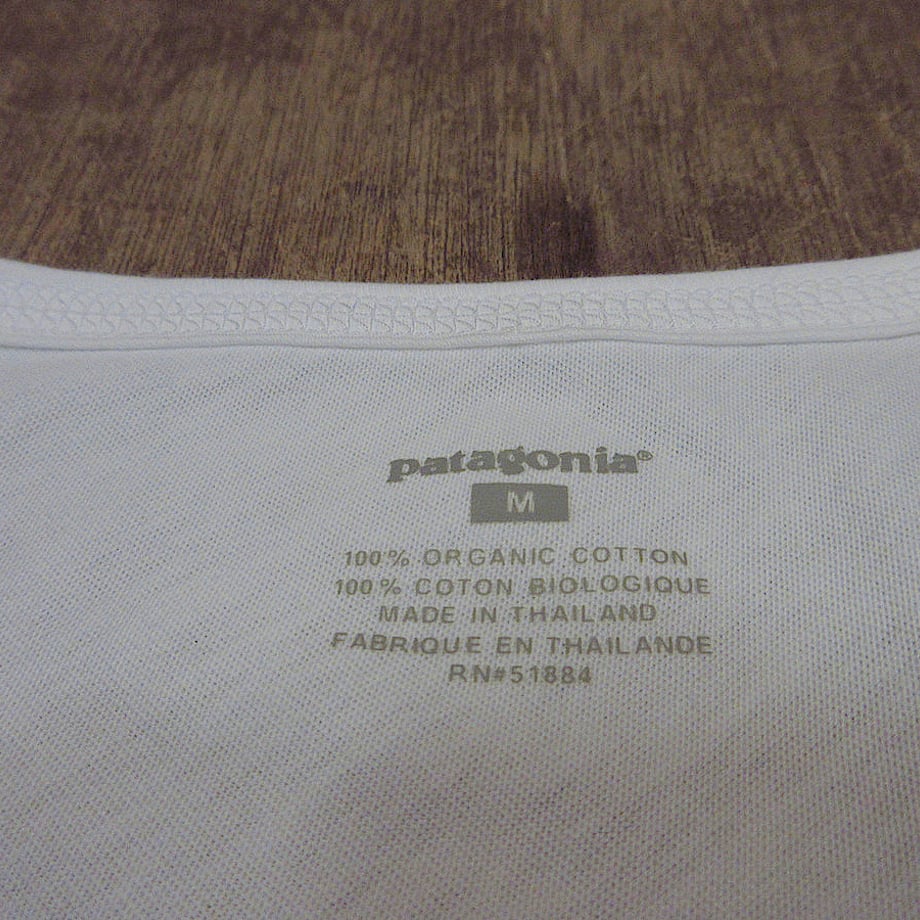 patagonia®
M
100% ORGANIC COTTON
100% COTON BIOLOGIQUE
MADE IN THAILAND
FABRIQUE EN THAILANDE
RN#51884